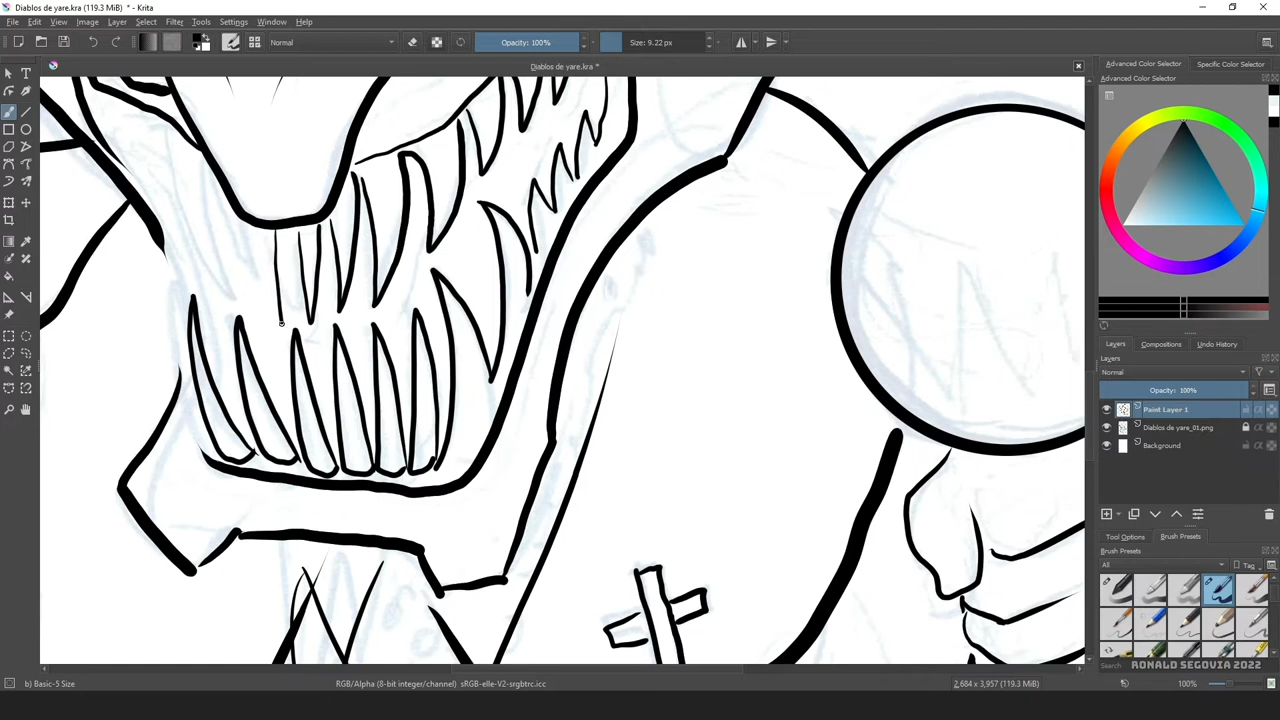 Diablos de yare.kra (119.3 MiB) * - Krita
File Edit View Image Layer Select Filter Tools Settings Window Help
Normal Opacity: 100% Size: 9.22 px
Diablos de yare.kra *
Advanced Color Selector Specific Color Selector
Advanced Color Selector
Layers Compositions Undo History
Layers
Normal
Opacity: 100%
Paint Layer 1
Diablos de yare_01.png
Background
Tool Options Brush Presets
Brush Presets
All Tag
Search
RONALD SEGOVIA 2022
b) Basic-5 Size RGB/Alpha (8-bit integer/channel) sRGB-elle-V2-srgbtrc.icc 2,684 x 3,957 (119.3 MiB) 100%